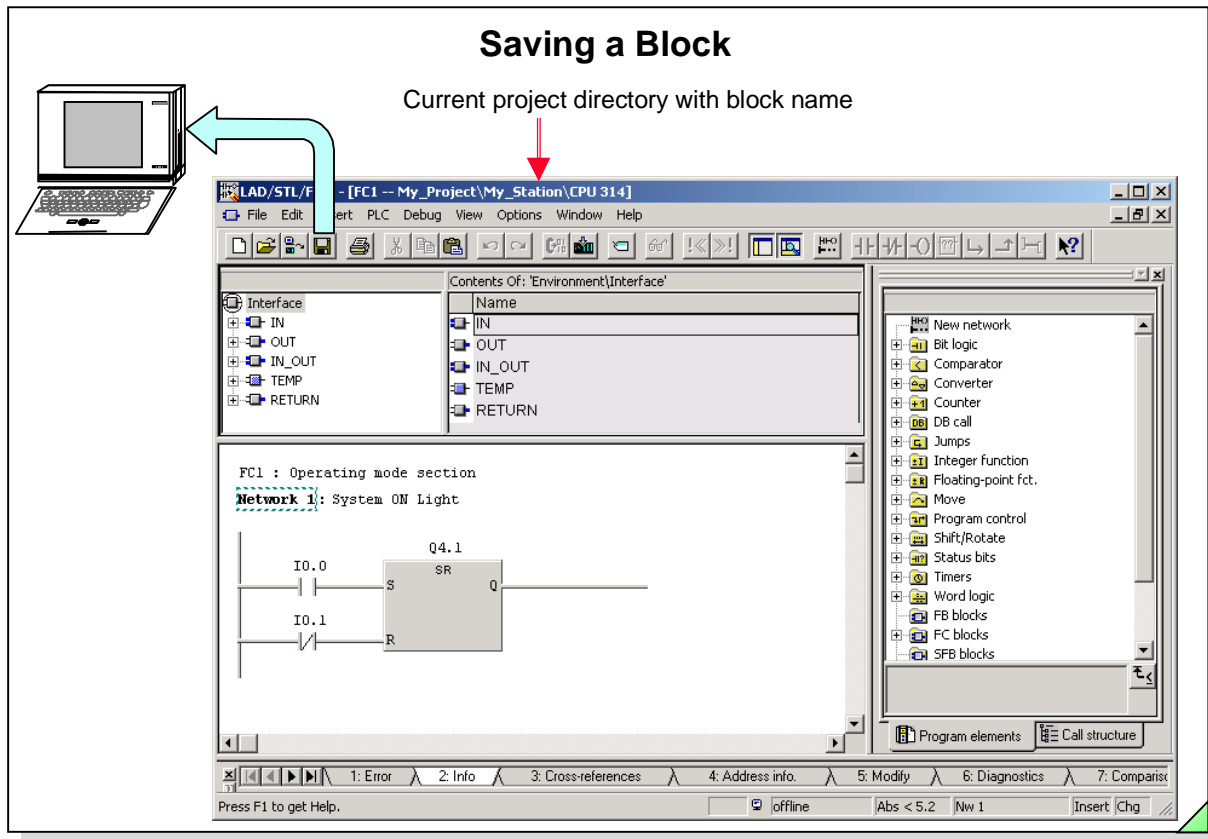 Saving a Block
Current project directory with block name
LAD/STL/F - [FC1 -- My_Project\My_Station\CPU 314]
File Edit ert PLC Debug View Options Window Help
Contents Of: 'Environment\Interface'
Interface
IN
OUT
IN_OUT
TEMP
RETURN
Name
IN
OUT
IN_OUT
TEMP
RETURN
FC1 : Operating mode section
Network 1: System ON Light
Q4.1
I0.0
SR
S Q
I0.1
R
New network
Bit logic
Comparator
Converter
Counter
DB call
Jumps
Integer function
Floating-point fct.
Move
Program control
Shift/Rotate
Status bits
Timers
Word logic
FB blocks
FC blocks
SFB blocks
Program elements Call structure
1: Error 2: Info 3: Cross-references 4: Address info. 5: Modify 6: Diagnostics 7: Comparisc
Press F1 to get Help. offline Abs < 5.2 Nw 1 Insert Chg